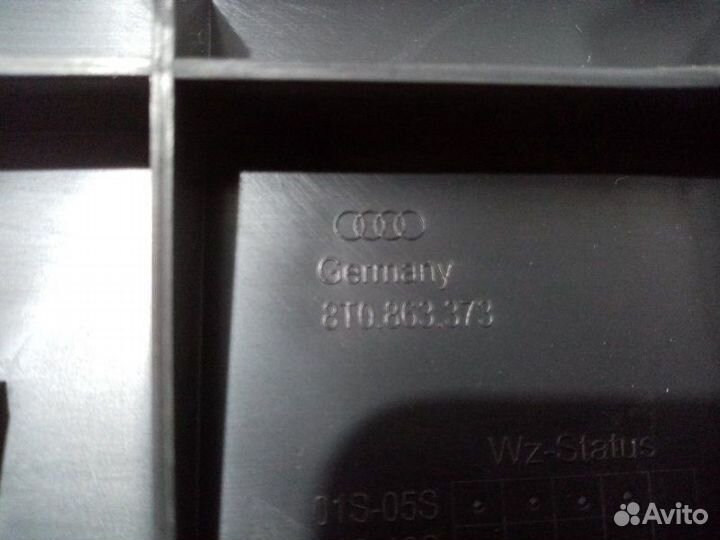 Germany
8T0.863.373
Wz-Status
01S-05S
Avito